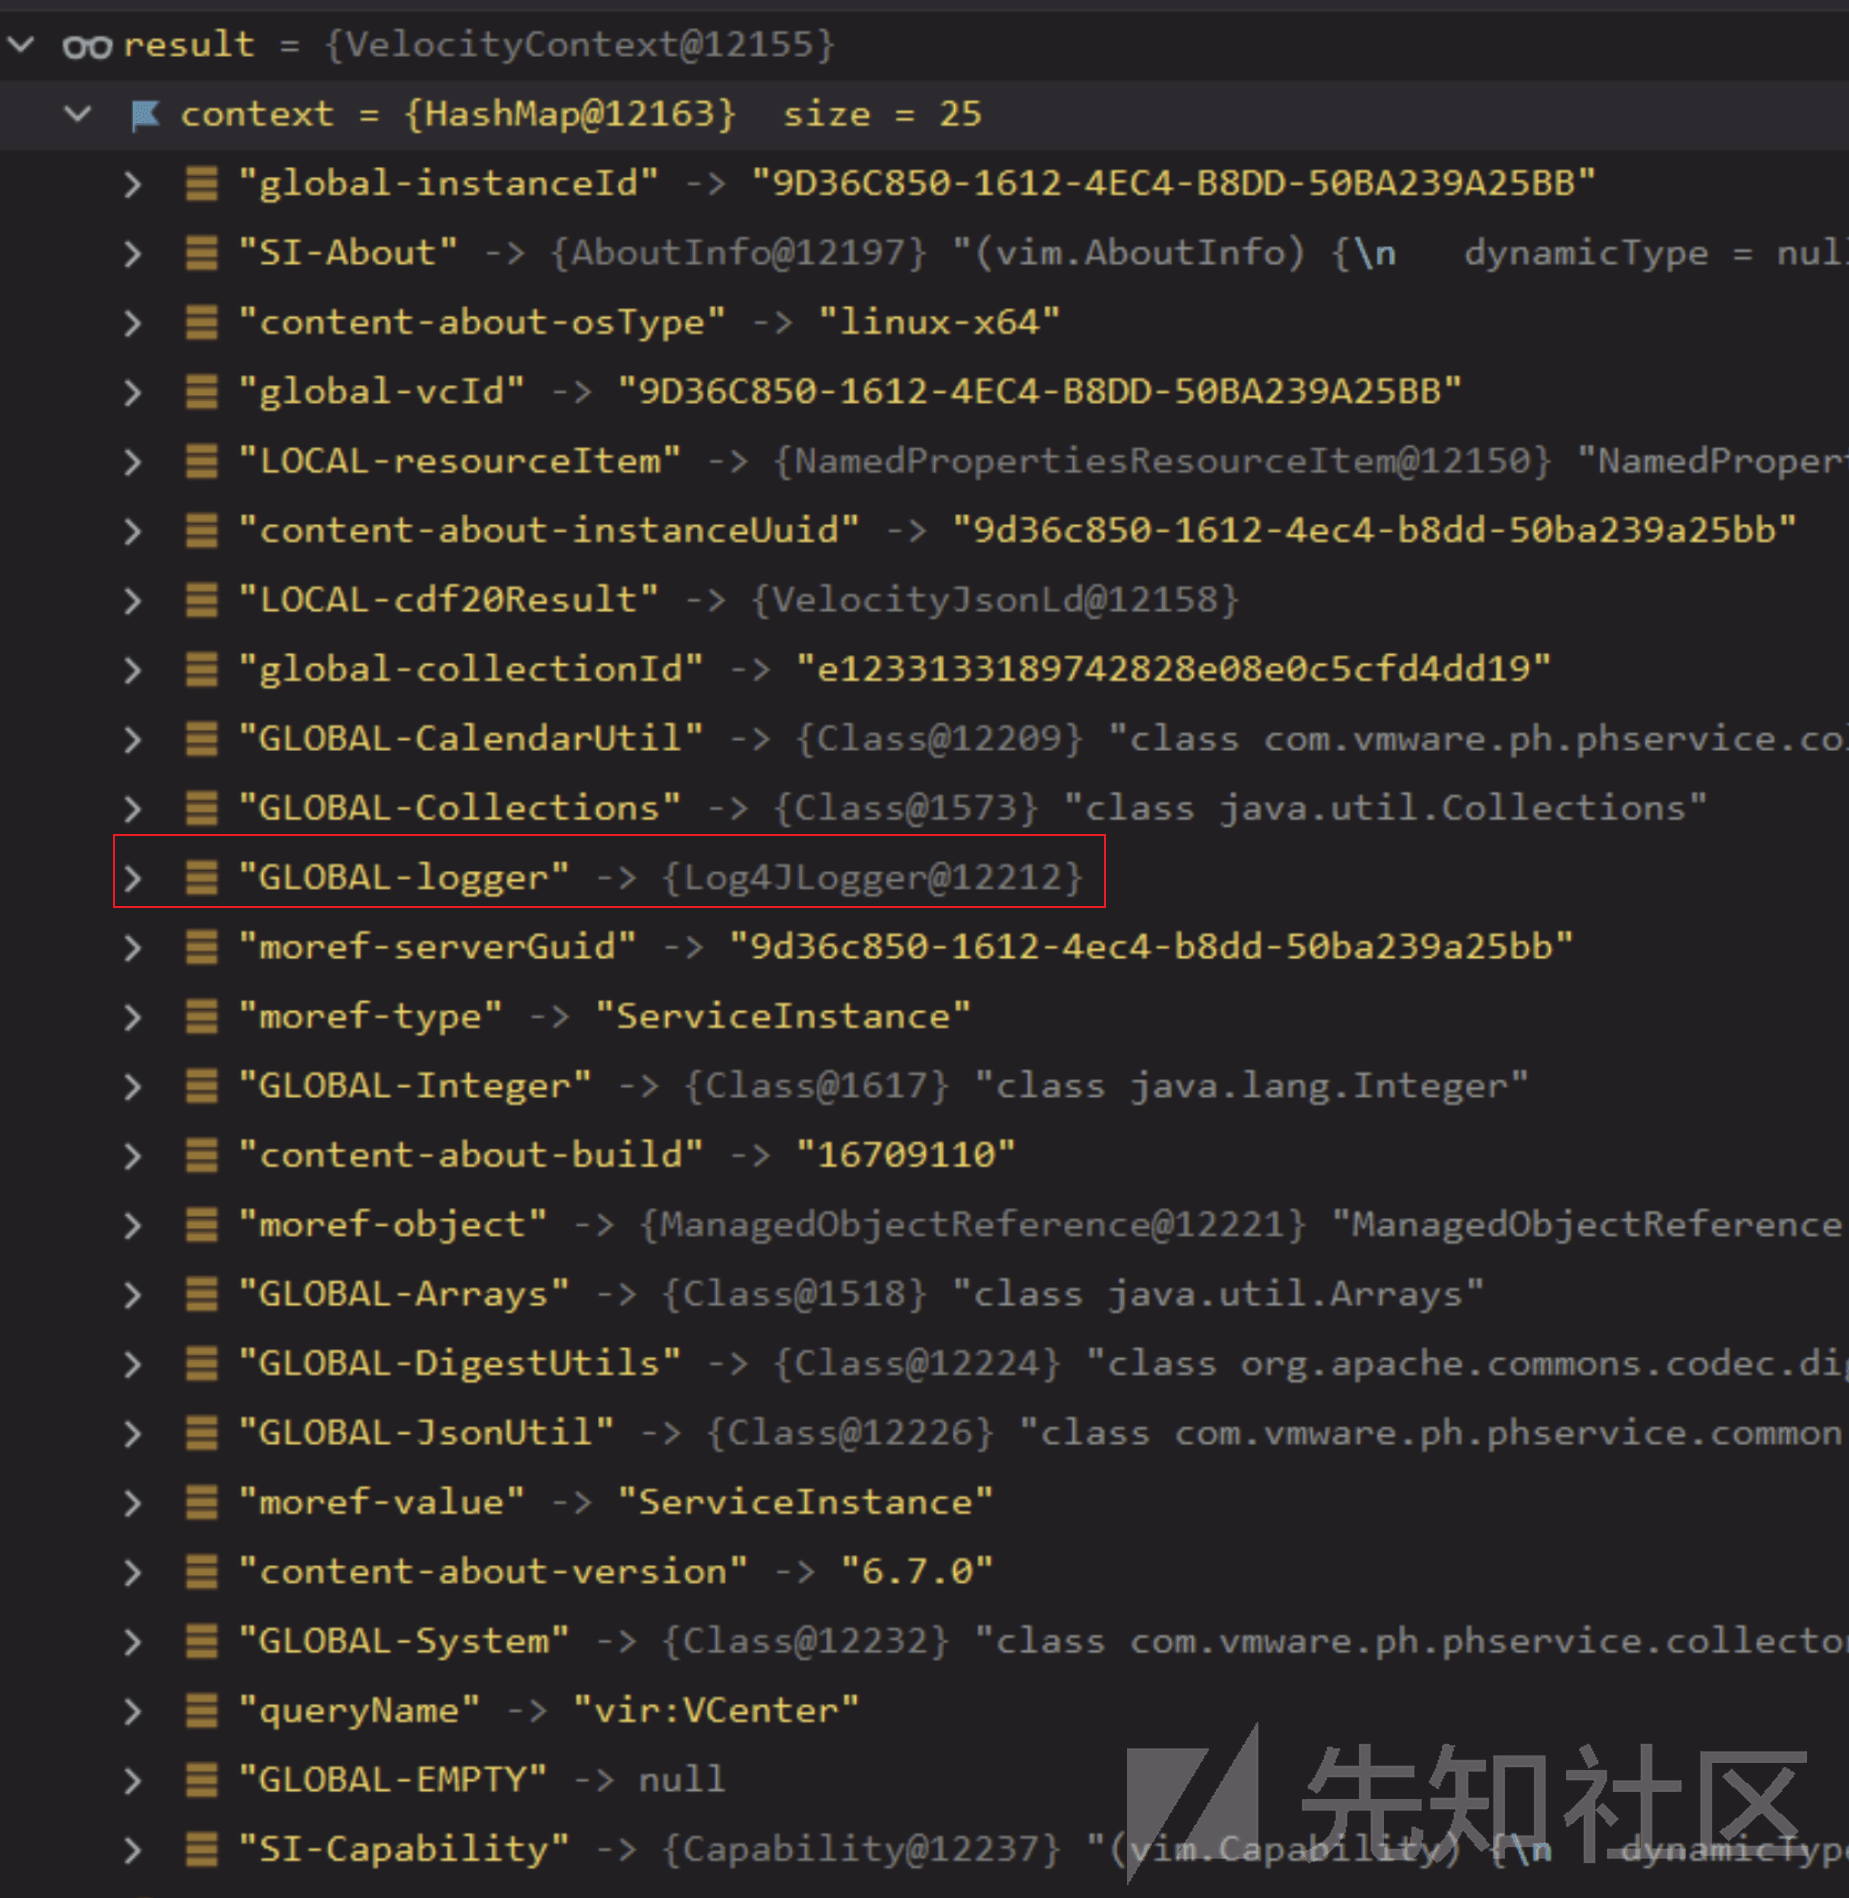 result = {VelocityContext@12155}
context = {HashMap@12163} size = 25
"global-instanceId" -> "9D36C850-1612-4EC4-B8DD-50BA239A25BB"
"SI-About" -> {AboutInfo@12197} "(vim.AboutInfo) {\n dynamicType = null
"content-about-osType" -> "linux-x64"
"global-vcId" -> "9D36C850-1612-4EC4-B8DD-50BA239A25BB"
"LOCAL-resourceItem" -> {NamedPropertiesResourceItem@12150} "NamedPropert
"content-about-instanceUuid" -> "9d36c850-1612-4ec4-b8dd-50ba239a25bb"
"LOCAL-cdf20Result" -> {VelocityJsonLd@12158}
"global-collectionId" -> "e1233133189742828e08e0c5cfd4dd19"
"GLOBAL-CalendarUtil" -> {Class@12209} "class com.vmware.ph.phservice.col
"GLOBAL-Collections" -> {Class@1573} "class java.util.Collections"
"GLOBAL-logger" -> {Log4JLogger@12212}
"moref-serverGuid" -> "9d36c850-1612-4ec4-b8dd-50ba239a25bb"
"moref-type" -> "ServiceInstance"
"GLOBAL-Integer" -> {Class@1617} "class java.lang.Integer"
"content-about-build" -> "16709110"
"moref-object" -> {ManagedObjectReference@12221} "ManagedObjectReference
"GLOBAL-Arrays" -> {Class@1518} "class java.util.Arrays"
"GLOBAL-DigestUtils" -> {Class@12224} "class org.apache.commons.codec.dig
"GLOBAL-JsonUtil" -> {Class@12226} "class com.vmware.ph.phservice.common
"moref-value" -> "ServiceInstance"
"content-about-version" -> "6.7.0"
"GLOBAL-System" -> {Class@12232} "class com.vmware.ph.phservice.collector
"queryName" -> "vir:VCenter"
"GLOBAL-EMPTY" -> null
"SI-Capability" -> {Capability@12237} "(vim.Capability) {\n dynamicType
先知社区